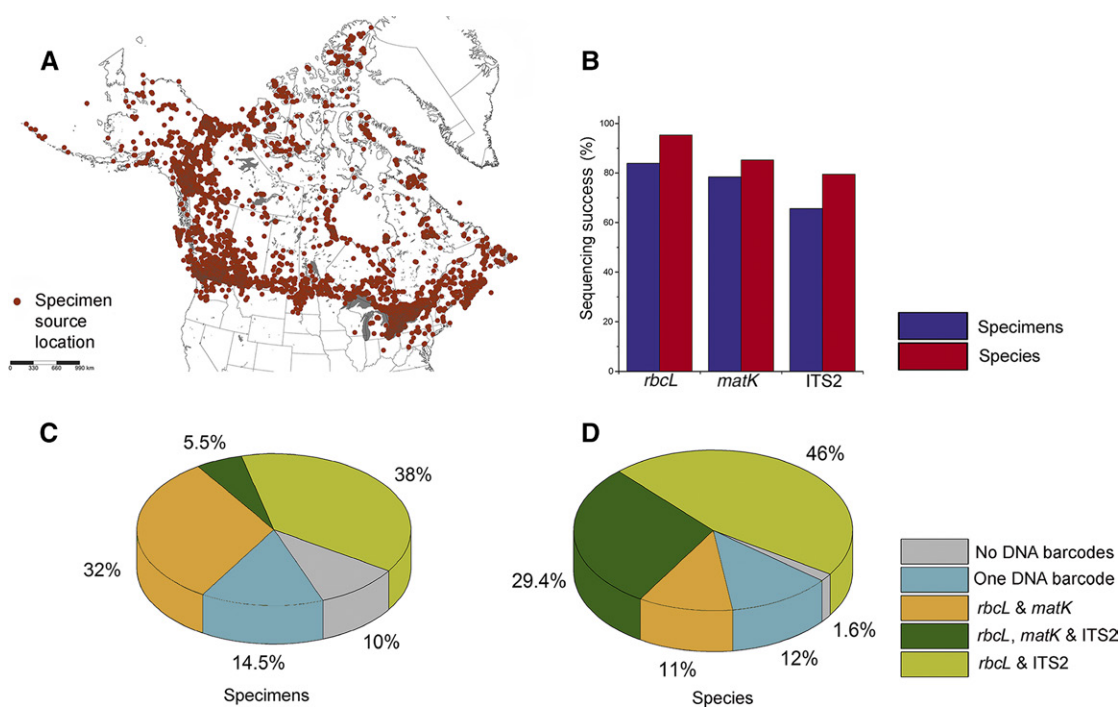 A
Specimen
source
location
0 330 660 990 km
B
Sequencing success (%)
100
80
60
40
20
0
rbcL matK ITS2
Specimens
Species
C
5.5%
38%
32%
14.5%
10%
Specimens
D
46%
29.4%
11%
12%
1.6%
Species
No DNA barcodes
One DNA barcode
rbcL & matK
rbcL, matK & ITS2
rbcL & ITS2